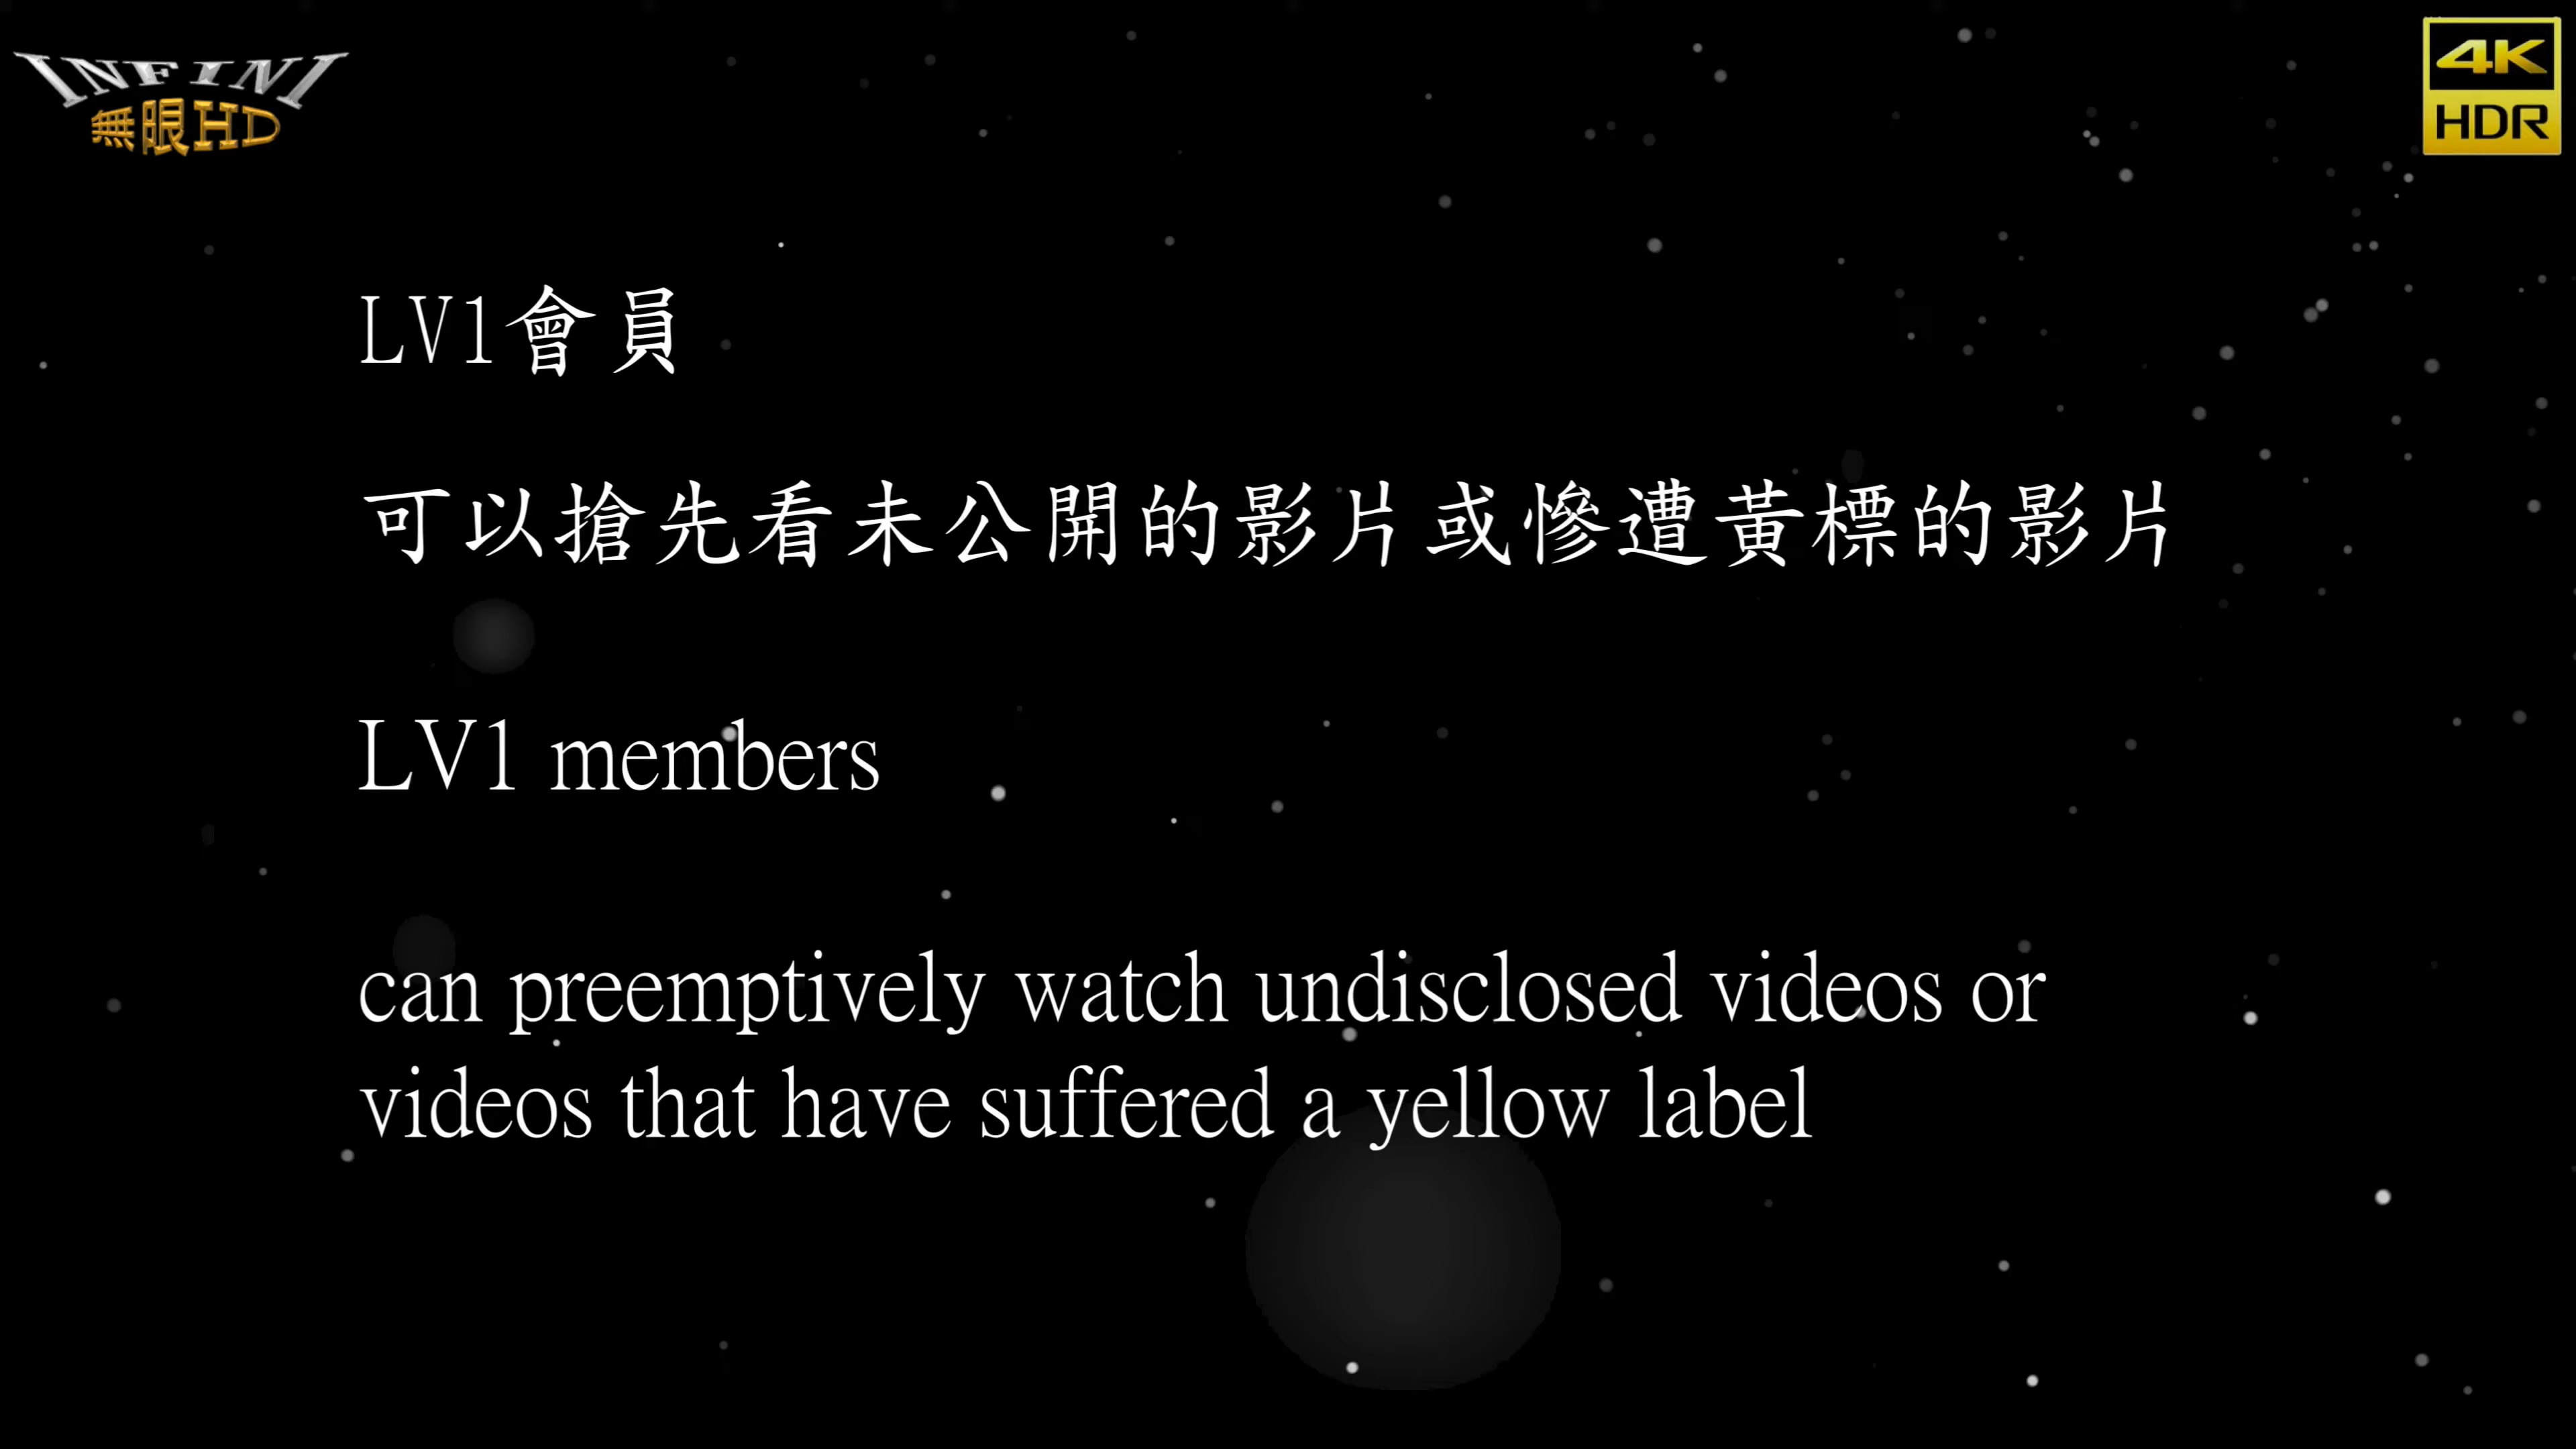 INFINI
無限HD
4K
HDR
LV1會員
可以搶先看未公開的影片或慘遭黃標的影片
LV1 members
can preemptively watch undisclosed videos or
videos that have suffered a yellow label